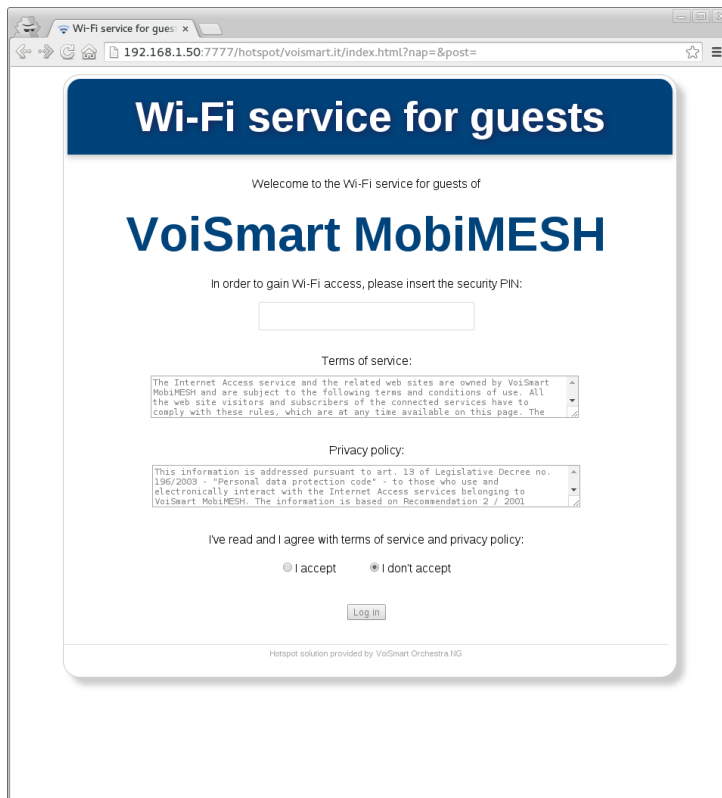 Wi-Fi service for gues
192.168.1.50:7777/hotspot/voismart.it/index.html?nap=&post=
Wi-Fi service for guests
Welcome to the Wi-Fi service for guests of
VoiSmart MobiMESH
In order to gain Wi-Fi access, please insert the security PIN:
Terms of service:
The Internet Access service and the related web sites are owned by VoiSmart
MobiMESH and are subject to the following terms and conditions of use. All
the web site visitors and subscribers of the connected services have to
comply with these rules, which are at any time available on this page. The
Privacy policy:
This information is addressed pursuant to art. 13 of Legislative Decree no.
196/2003 - "Personal data protection code" - to those who use and
electronically interact with the Internet Access services belonging to
VoiSmart MobiMESH. The information is based on Recommendation 2 / 2001
I've read and I agree with terms of service and privacy policy:
I accept I don't accept
Log in
Hotspot solution provided by VoiSmart Orchestra NG